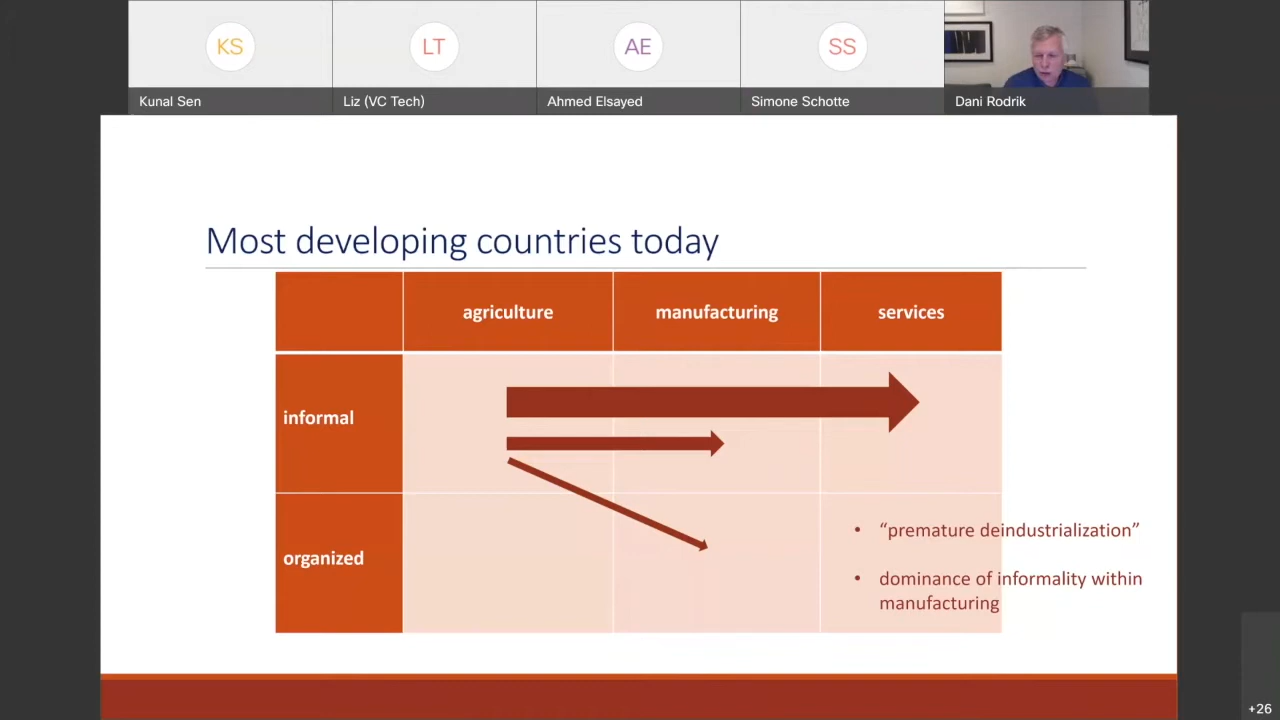 KS
LT
AE
SS
Kunal Sen
Liz (VC Tech)
Ahmed Elsayed
Simone Schotte
Dani Rodrik
Most developing countries today
agriculture
manufacturing
services
informal
organized
• “premature deindustrialization”
• dominance of informality within
manufacturing
+26